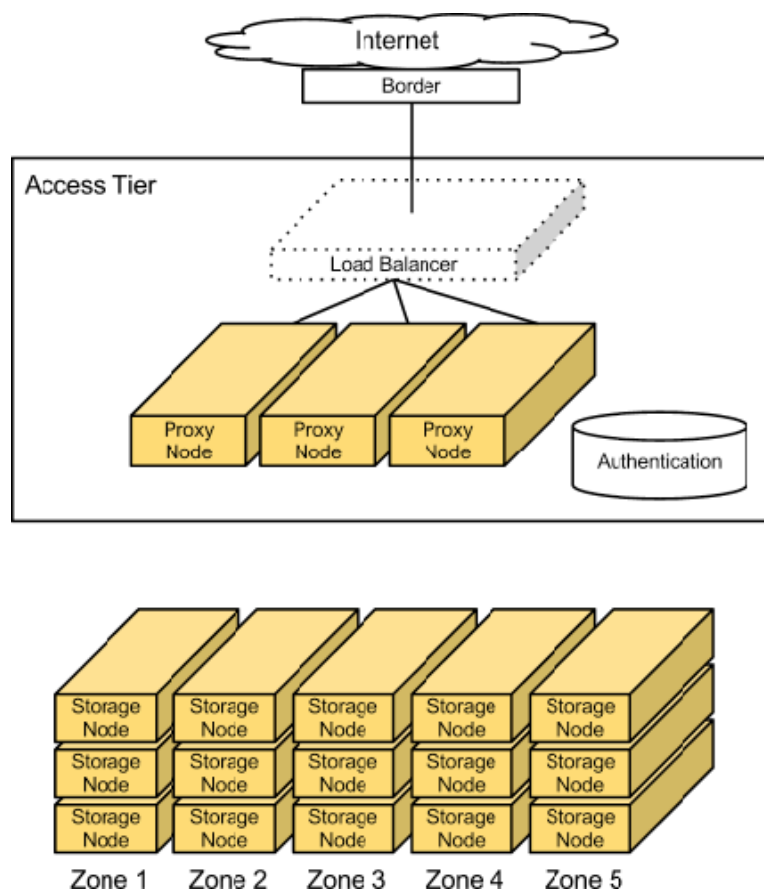 Internet
Border
Access Tier
Load Balancer
Proxy
Node
Proxy
Node
Proxy
Node
Authentication
Storage
Node
Storage
Node
Storage
Node
Storage
Node
Storage
Node
Storage
Node
Storage
Node
Storage
Node
Storage
Node
Storage
Node
Storage
Node
Storage
Node
Storage
Node
Storage
Node
Storage
Node
Zone 1
Zone 2
Zone 3
Zone 4
Zone 5